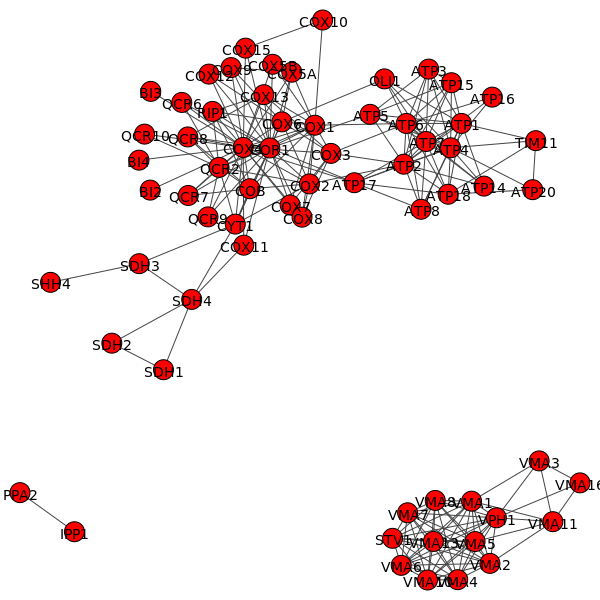 COX10
COX15
COX9
COX5B
COX5A
COX12
ATP3
OLI1
ATP15
BI3
COX13
ATP16
QCR6
RIP1
ATP5
COX6
COX1
ATP6
ATP1
QCR10
QCR8
TIM11
ATP4
COX3
BI4
QCR2
ATP2
COX2
ATP17
ATP14
BI2
COB
ATP20
QCR7
ATP18
COX7
ATP8
QCR9
COX8
CYT1
COX11
SDH3
SHH4
SDH4
SDH2
SDH1
VMA3
VMA16
PPA2
VMA8
VMA1
VMA7
VPH1
VMA11
IPP1
STV1
VMA13
VMA5
VMA6
VMA2
VMA10
VMA4